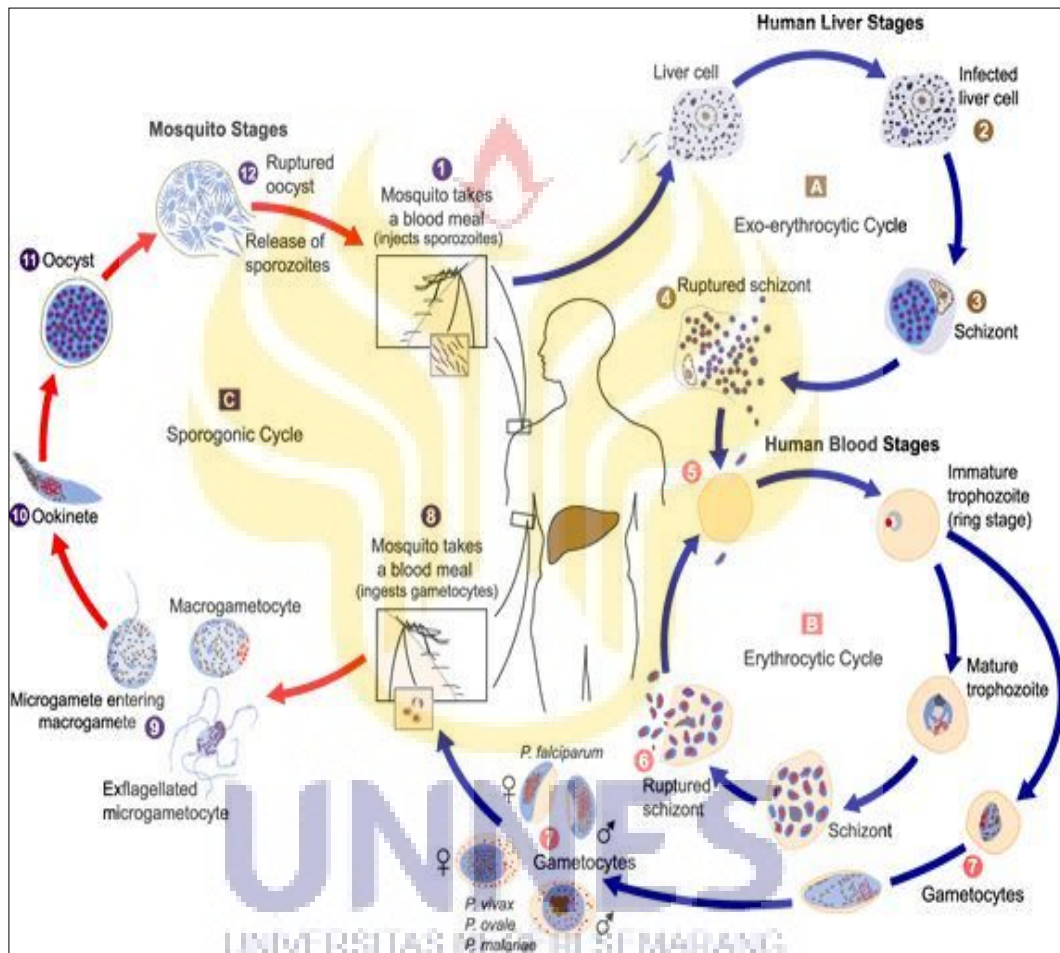 Human Liver Stages
Liver cell
Infected
liver cell
2
Mosquito Stages
12 Ruptured
oocyst
1
Mosquito takes
a blood meal
(injects sporozoites)
A
Exo-erythrocytic Cycle
Release of
sporozoites
11 Oocyst
4 Ruptured schizont
3
Schizont
C
Sporogonic Cycle
Human Blood Stages
5
Immature
trophozoite
(ring stage)
10 Ookinete
8
Mosquito takes
a blood meal
(ingests gametocytes)
Macrogametocyte
B
Erythrocytic Cycle
Mature
trophozoite
Microgamete entering
macrogamete 9
Exflagellated
microgametocyte
6
Ruptured
schizont
Schizont
P. falciparum
♀
♂
7
Gametocytes
7
Gametocytes
♀
P. vivax
P. ovale
P. malariae
♂
UNNES
UNIVERSITAS NEGERI SEMARANG